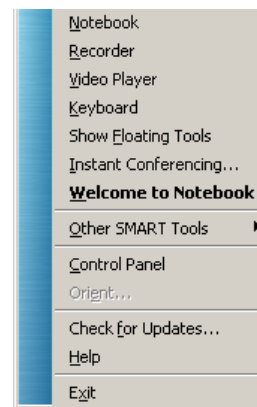 Notebook
Recorder
Video Player
Keyboard
Show Floating Tools
Instant Conferencing...
Welcome to Notebook
Other SMART Tools
Control Panel
Orient...
Check for Updates...
Help
Exit